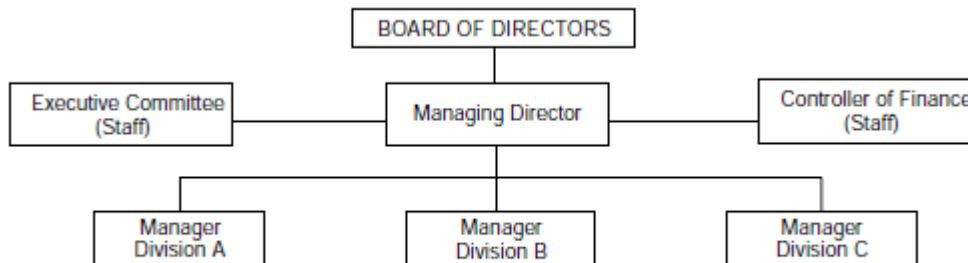 BOARD OF DIRECTORS
Executive Committee
(Staff)
Managing Director
Controller of Finance
(Staff)
Manager
Division A
Manager
Division B
Manager
Division C